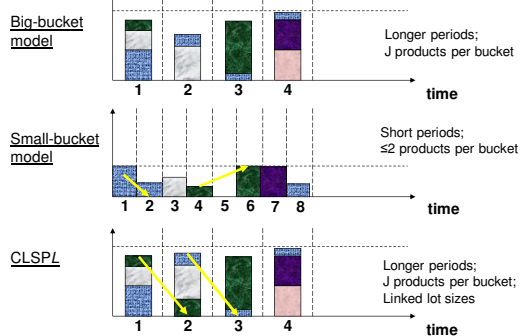 Big-bucket
model
Longer periods;
J products per bucket
1 2 3 4
time
Small-bucket
model
Short periods;
≤2 products per bucket
1 2 3 4 5 6 7 8
time
CLSPL
Longer periods;
J products per bucket;
Linked lot sizes
1 2 3 4
time